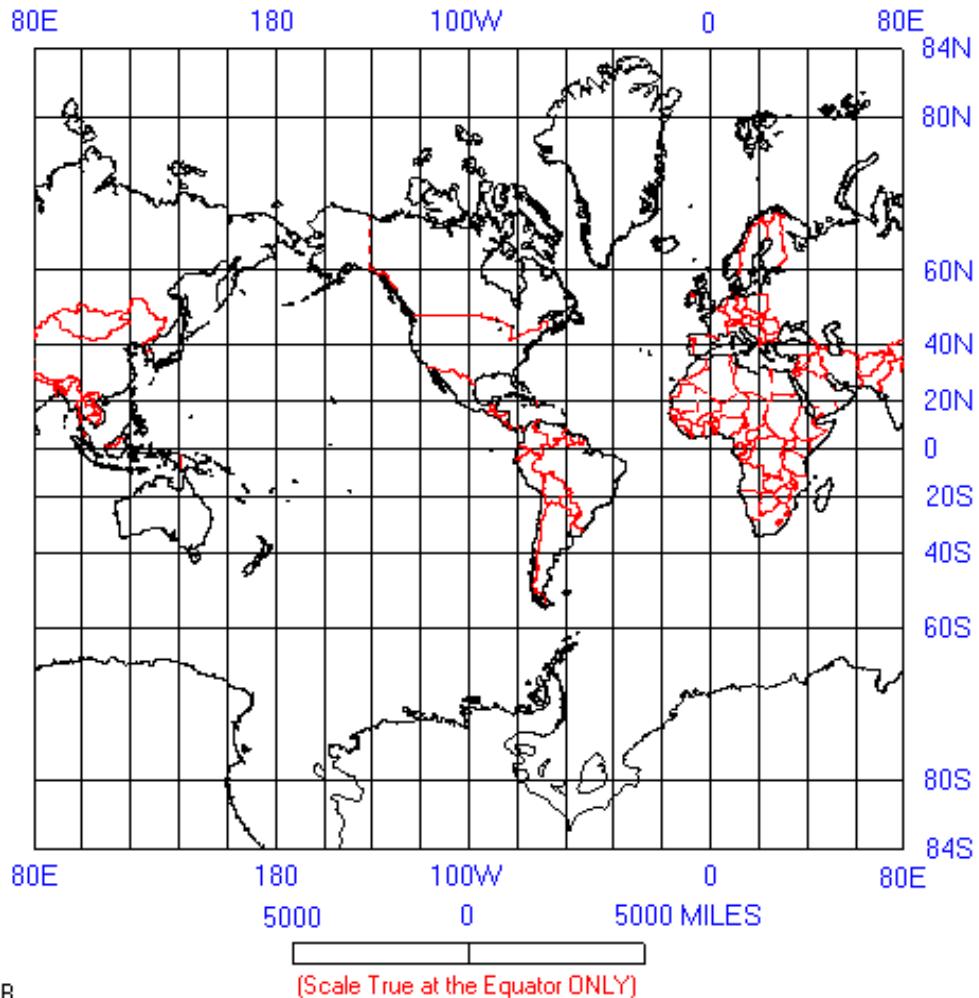 80E 180 100W 0 80E
84N
80N
60N
40N
20N
0
20S
40S
60S
80S
84S
80E 180 100W 0 80E
5000 0 5000 MILES
(Scale True at the Equator ONLY)
B